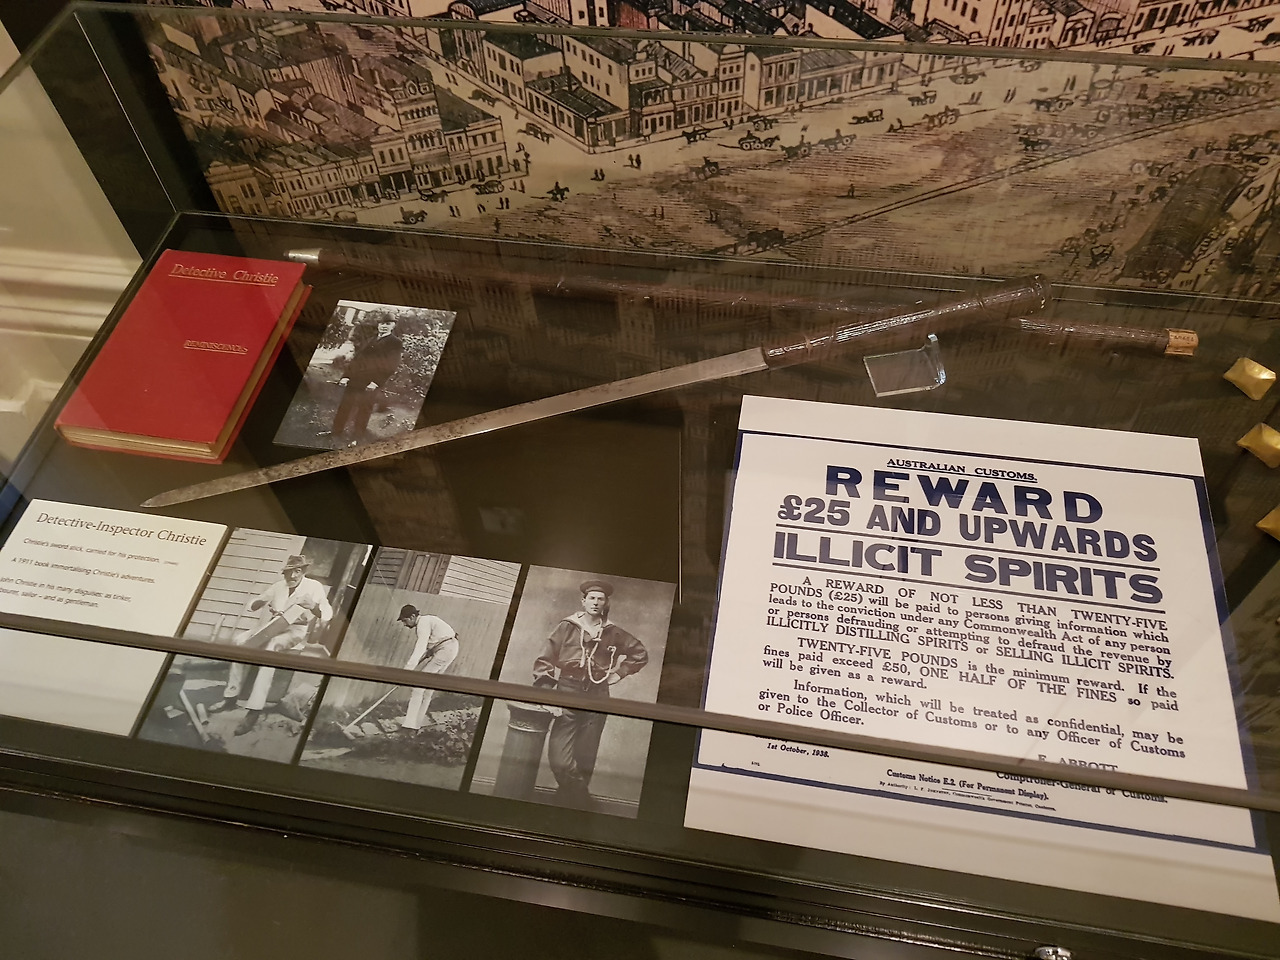 Detective Christie
REMINISCENCES
Detective-Inspector Christie
Christie's sword stick, carried for his protection.
A 1911 book immortalising Christie's adventures.
John Christie in his many disguises: as tinker,
sailor – and as gentleman.
AUSTRALIAN CUSTOMS.
REWARD
£25 AND UPWARDS
ILLICIT SPIRITS
A REWARD OF NOT LESS THAN TWENTY-FIVE
POUNDS (£25) will be paid to persons giving information which
leads to the conviction under any Commonwealth Act of any person
or persons defrauding or attempting to defraud the revenue by
ILLICITLY DISTILLING SPIRITS or SELLING ILLICIT SPIRITS.
TWENTY-FIVE POUNDS is the minimum reward. If the
fines paid exceed £50, ONE HALF OF THE FINES so paid
will be given as a reward.
Information, which will be treated as confidential, may be
given to the Collector of Customs or to any Officer of Customs
or Police Officer.
E. ABBOTT
Comptroller-General of Customs.
1st October, 1938.
Customs Notice E.2. (For Permanent Display).